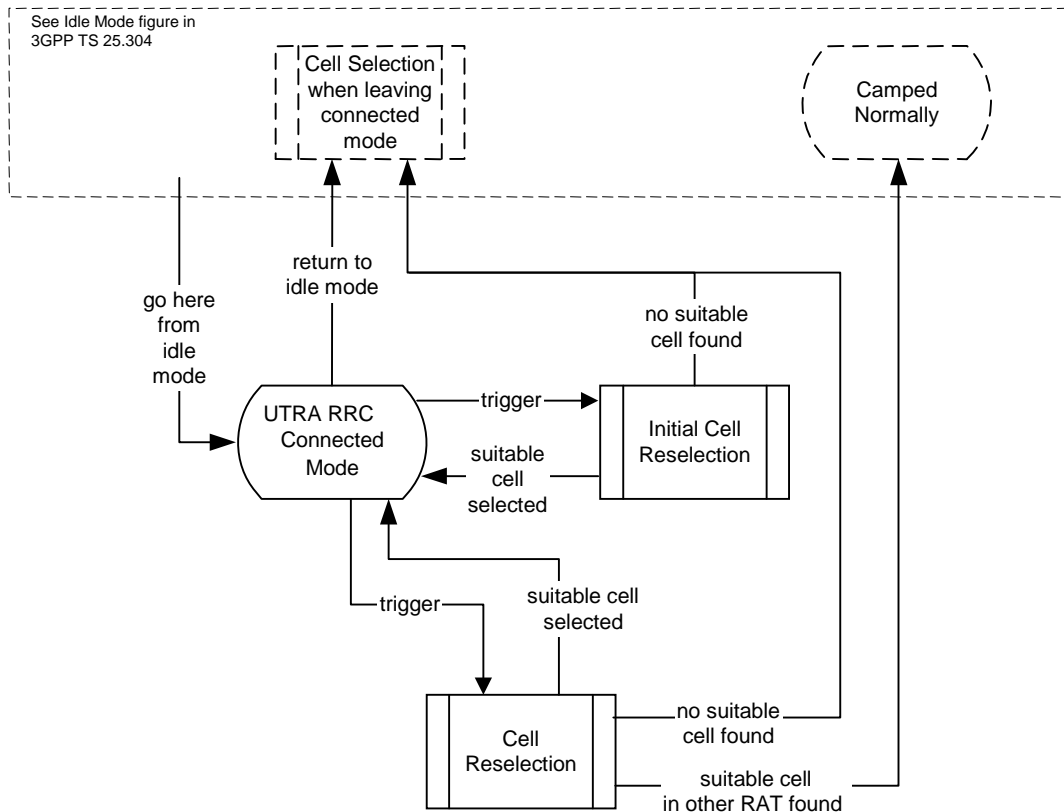 See Idle Mode figure in
3GPP TS 25.304
Cell Selection
when leaving
connected
mode
Camped
Normally
return to
idle mode
go here
from
idle
mode
no suitable
cell found
UTRA RRC
Connected
Mode
trigger
Initial Cell
Reselection
suitable
cell
selected
trigger
suitable cell
selected
Cell
Reselection
no suitable
cell found
suitable cell
in other RAT found